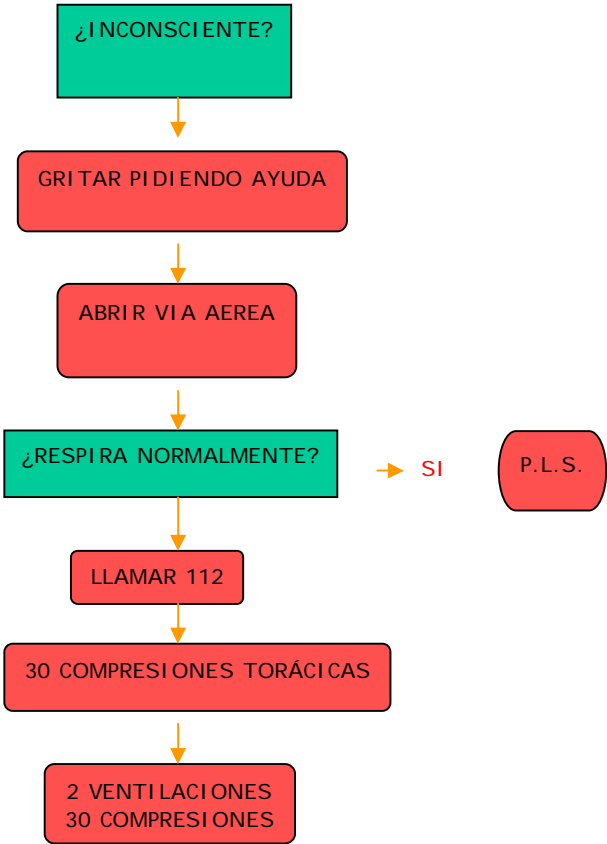 ¿INCONSCIENTE?
GRITAR PIDIENDO AYUDA
ABRIR VIA AEREA
¿RESPIRA NORMALMENTE?
SI
P.L.S.
LLAMAR 112
30 COMPRESIONES TORÁCICAS
2 VENTILACIONES
30 COMPRESIONES